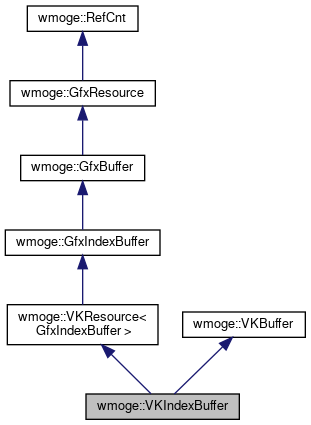 wmoge::RefCnt
wmoge::GfxResource
wmoge::GfxBuffer
wmoge::GfxIndexBuffer
wmoge::VKResource<
GfxIndexBuffer >
wmoge::VKBuffer
wmoge::VKIndexBuffer